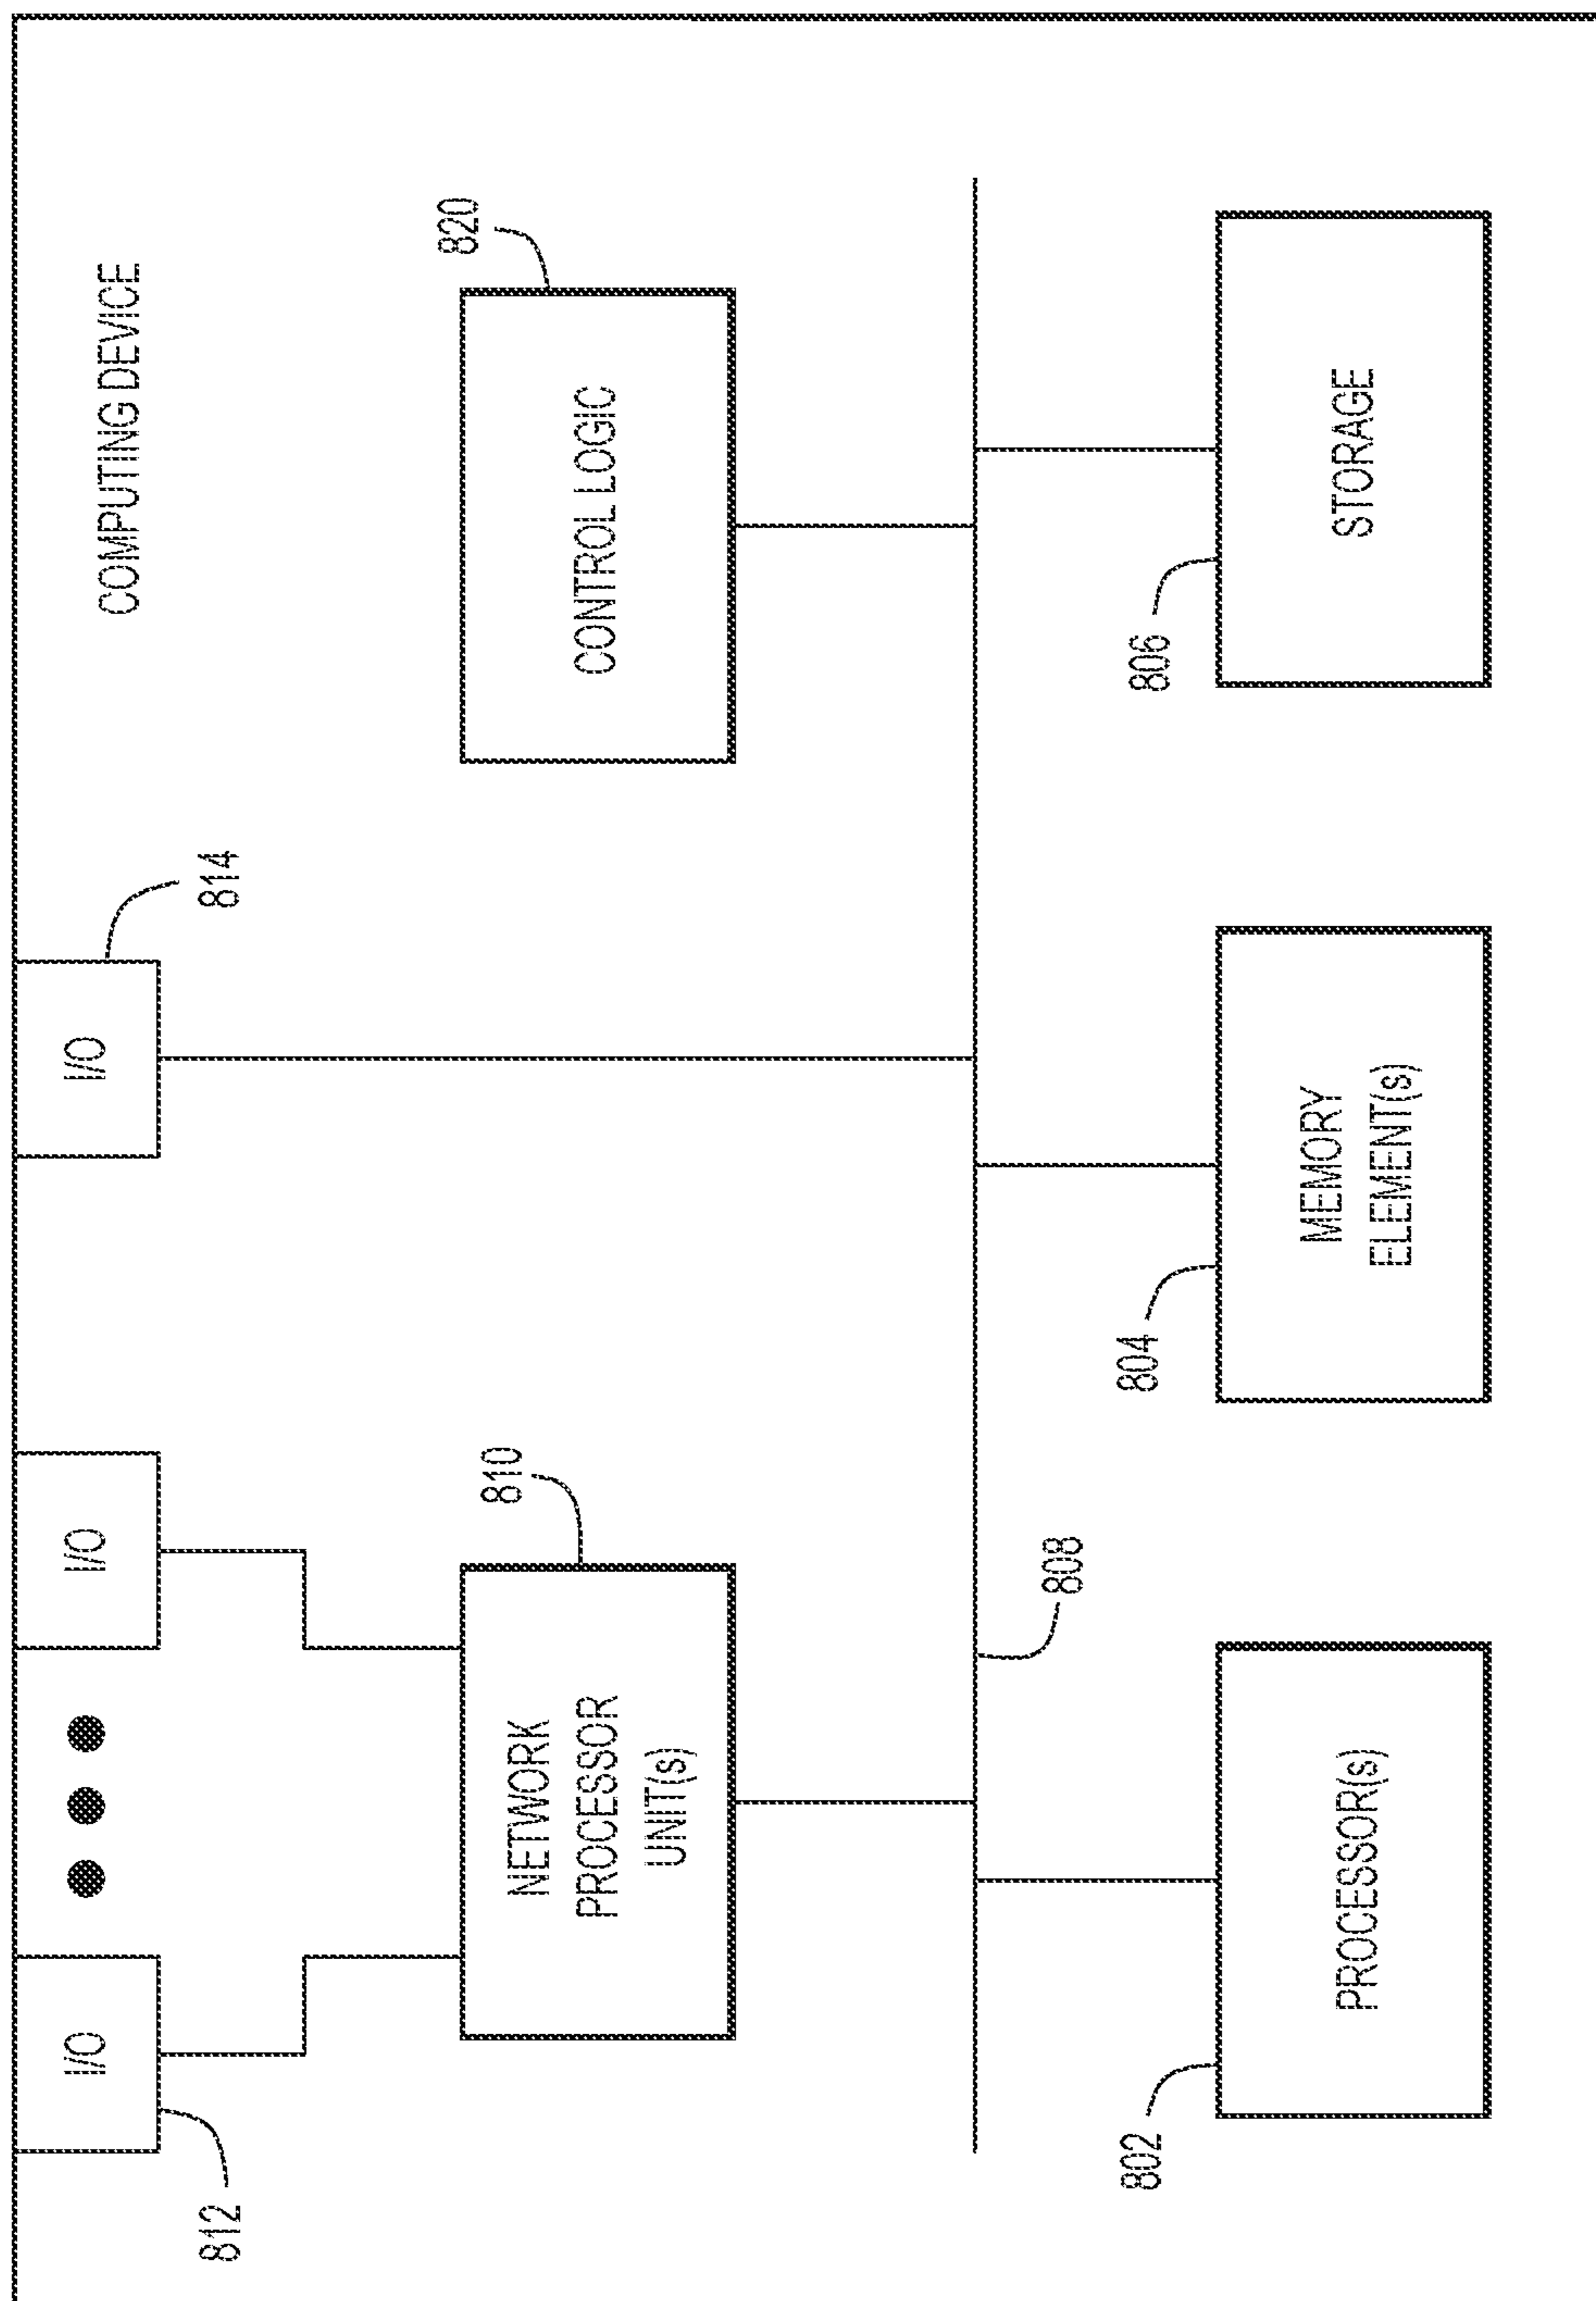 COMPUTING DEVICE
I/O
I/O
I/O
812
814
820
810
NETWORK
PROCESSOR
UNIT(s)
CONTROL LOGIC
808
802
804
806
PROCESSOR(s)
MEMORY
ELEMENT(s)
STORAGE